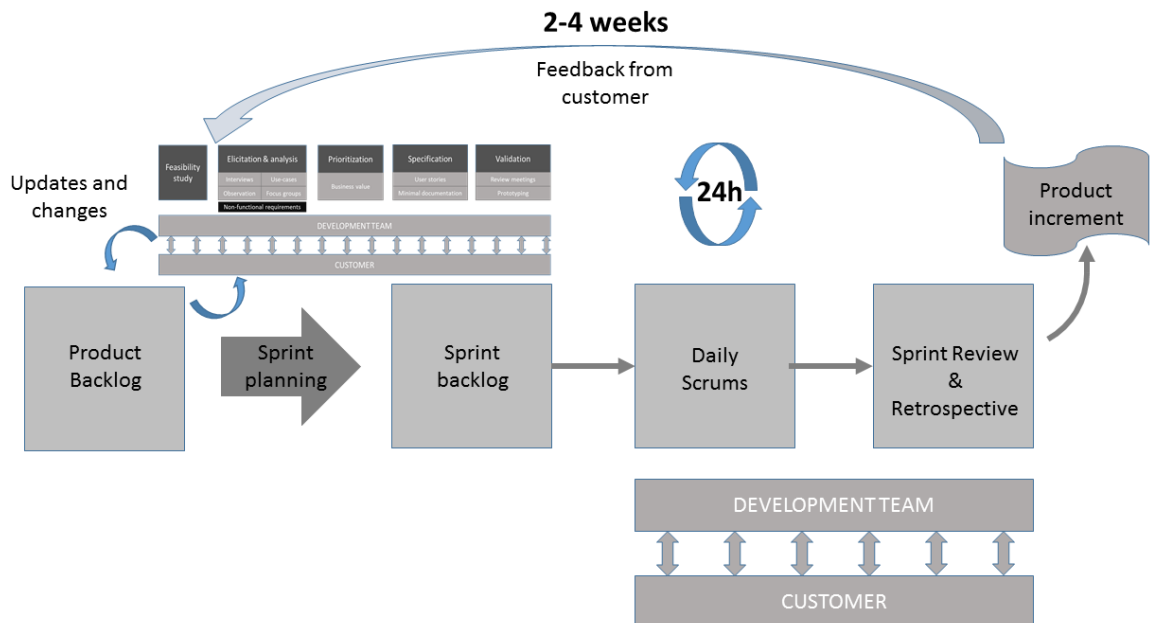 2-4 weeks
Feedback from
customer
Feasibility
study
Elicitation & analysis
Interviews
Use-cases
Observation
Focus groups
Non-functional requirements
Prioritization
Business value
Specification
User stories
Minimal documentation
Validation
Review meetings
Prototyping
DEVELOPMENT TEAM
CUSTOMER
Updates and
changes
24h
Product
increment
Product
Backlog
Sprint
planning
Sprint
backlog
Daily
Scrums
Sprint Review
&
Retrospective
DEVELOPMENT TEAM
CUSTOMER